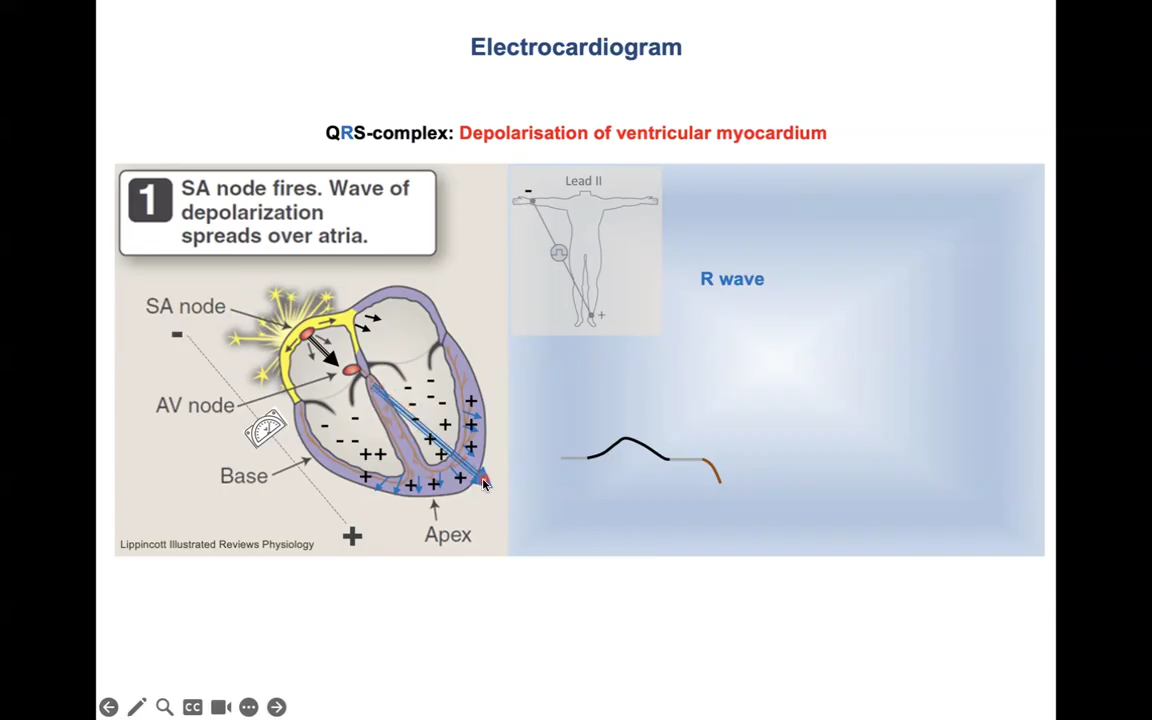 Electrocardiogram
QRS-complex: Depolarisation of ventricular myocardium
1
SA node fires. Wave of
depolarization
spreads over atria.
Lead II
-
+
R wave
SA node
-
AV node
Base
+
Apex
Lippincott Illustrated Reviews Physiology
CC